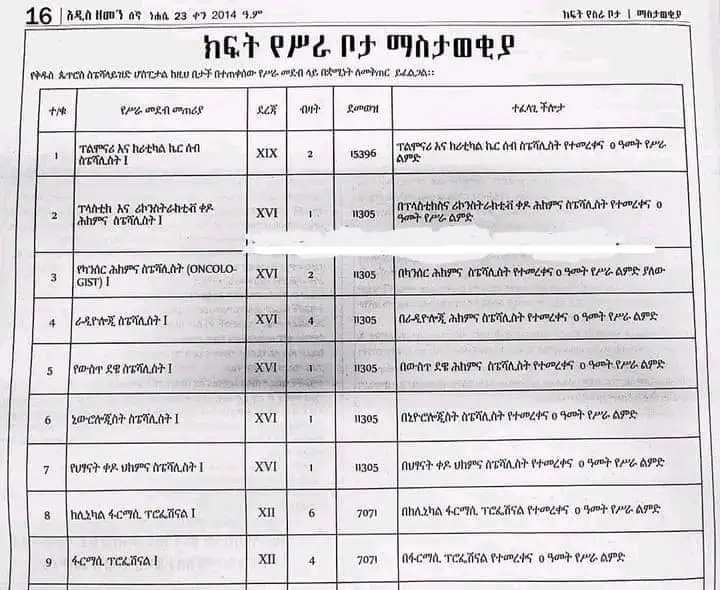 16 | አዲስ ዘመን ሰኛ ነሐሴ 23 ቀን 2014 ዓ.ም
ክፍት የስራ ቦታ | ማስታወቂያ
ክፍት የሥራ ቦታ ማስታወቂያ
የቅዱስ ጴጥሮስ ስፔሻላይዝድ ሆስፒታል ከዚህ በታች በተጠቀሰው የሥራ መደብ ላይ በቋሚነት ለመቅጠር ይፈልጋል።
ተ/ቁ የሥራ መደብ መጠሪያ ደረጃ ብዛት ደመወዝ ተፈላጊ ችሎታ
1 ፐልሞናሪ እና ክሪቲካል ኬር ሰብ ስፔሻሊስት I XIX 2 15396 ፐልሞናሪ እና ክሪቲካል ኬር ሰብ ስፔሻሊስት የተመረቀና 0 ዓመት የሥራ ልምድ
2 ፕላስቲክ እና ሪኮንስትራክቲቭ ቀዶ ሕክምና ስፔሻሊስት I XVI 1 11305 በፕላስቲክስና ሪኮንስትራክቲቭ ቀዶ ሕክምና ስፔሻሊስት የተመረቀና 0 ዓመት የሥራ ልምድ
3 የካንሰር ሕክምና ስፔሻሊስት (ONCOLO-GIST) I XVI 2 11305 በካንሰር ሕክምና ስፔሻሊስት የተመረቀና 0 ዓመት የሥራ ልምድ ያለው
4 ራዲዮሎጂ ስፔሻሊስት I XVI 4 11305 በራዲዮሎጂ ሕክምና ስፔሻሊስት የተመረቀና 0 ዓመት የሥራ ልምድ
5 የውስጥ ደዌ ስፔሻሊስት I XVI 1 11305 በውስጥ ደዌ ሕክምና ስፔሻሊስት የተመረቀና 0 ዓመት የሥራ ልምድ
6 ኒውሮሎጂስት ስፔሻሊስት I XVI 1 11305 በኒዮሮሎጂስት ስፔሻሊስት የተመረቀና 0 ዓመት የሥራ ልምድ
7 የህፃናት ቀዶ ህክምና ስፔሻሊስት I XVI 1 11305 በህፃናት ቀዶ ህክምና ስፔሻሊስት የተመረቀና 0 ዓመት የሥራ ልምድ
8 ክሊኒካል ፋርማሲ ፕሮፌሽናል I XII 6 7071 በክሊኒካል ፋርማሲ ፕሮፌሽናል የተመረቀና 0 ዓመት የሥራ ልምድ
9 ፋርማሲ ፕሮፌሽናል I XII 4 7071 በፋርማሲ ፕሮፌሽናል የተመረቀና 0 ዓመት የሥራ ልምድ